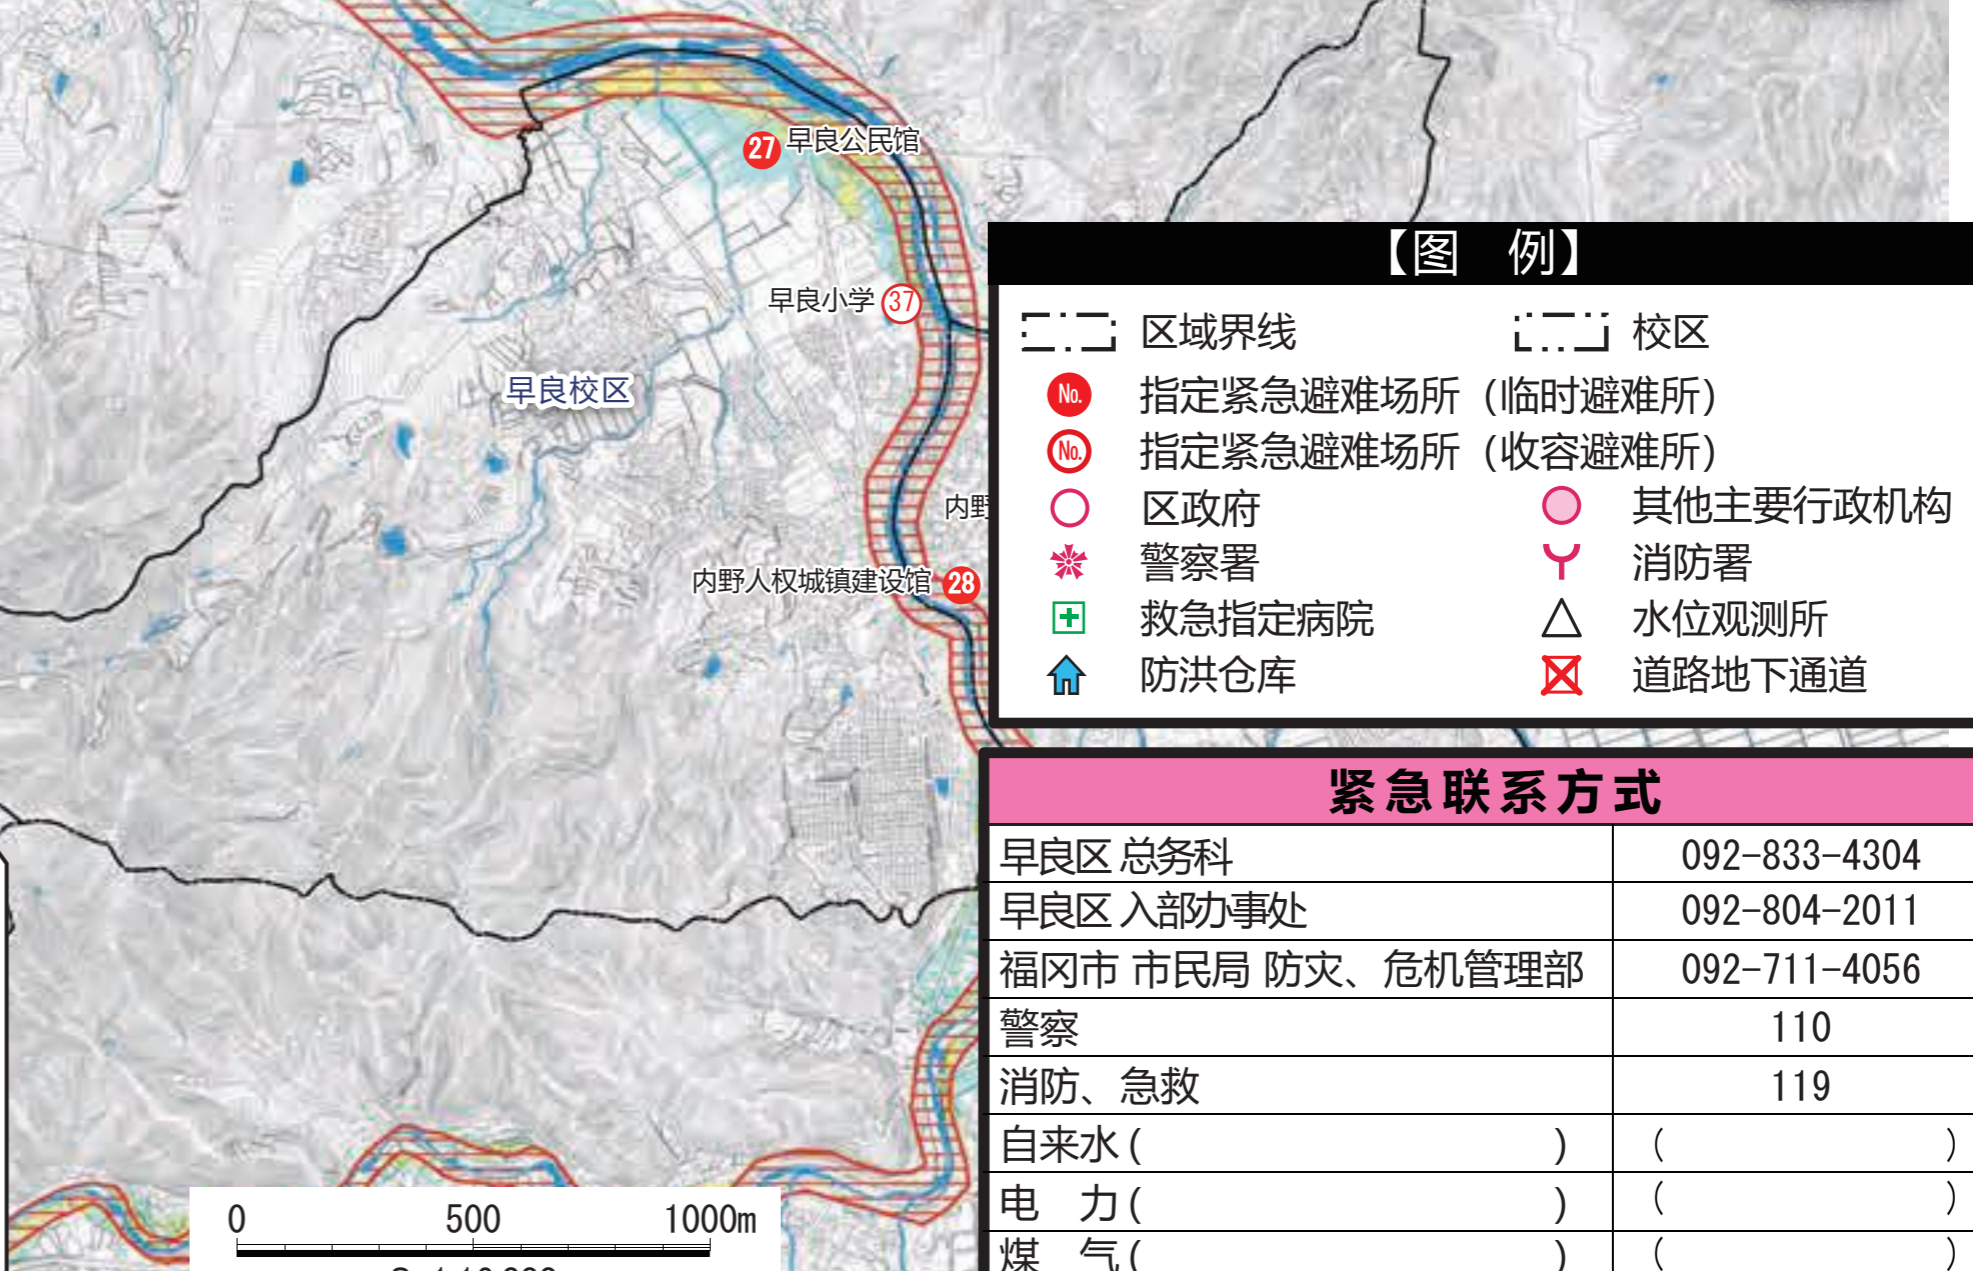 27 早良公民馆
早良小学 37
早良校区
内野
内野人权城镇建设馆 28
【图 例】
区域界线 校区
No. 指定紧急避难场所 (临时避难所)
No. 指定紧急避难场所 (收容避难所)
区政府 其他主要行政机构
警察署 消防署
救急指定病院 水位观测所
防洪仓库 道路地下通道
紧急联系方式
早良区 总务科 092-833-4304
早良区 入部办事处 092-804-2011
福冈市 市民局 防灾、危机管理部 092-711-4056
警察 110
消防、急救 119
自来水 ( ) ( )
电 力 ( ) ( )
煤 气 ( ) ( )
0 500 1000m